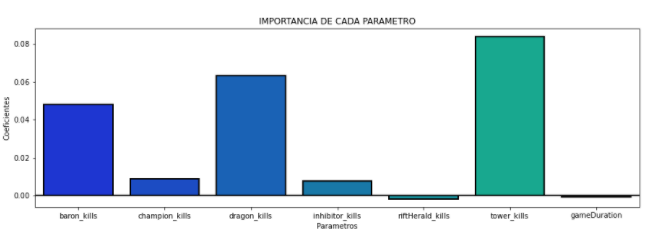 IMPORTANCIA DE CADA PARAMETRO
Coeficientes
0.08
0.06
0.04
0.02
0.00
baron_kills champion_kills dragon_kills inhibitor_kills riftHerald_kills tower_kills gameDuration
Parametros